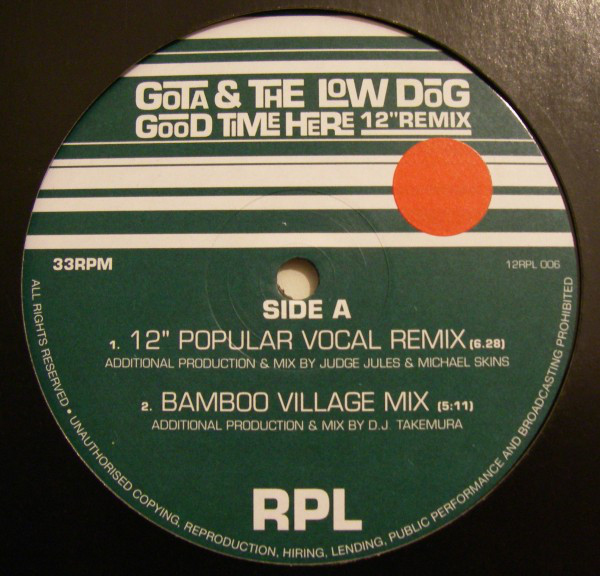 GOTA & THE LOW DOG
GOOD TIME HERE 12" REMIX
33RPM
12RPL 006
SIDE A
1. 12" POPULAR VOCAL REMIX (6.28)
ADDITIONAL PRODUCTION & MIX BY JUDGE JULES & MICHAEL SKINS
2. BAMBOO VILLAGE MIX (5:11)
ADDITIONAL PRODUCTION & MIX BY D.J. TAKEMURA
RPL
ALL RIGHTS RESERVED • UNAUTHORISED COPYING, REPRODUCTION, HIRING, LENDING, PUBLIC PERFORMANCE AND BROADCASTING PROHIBITED